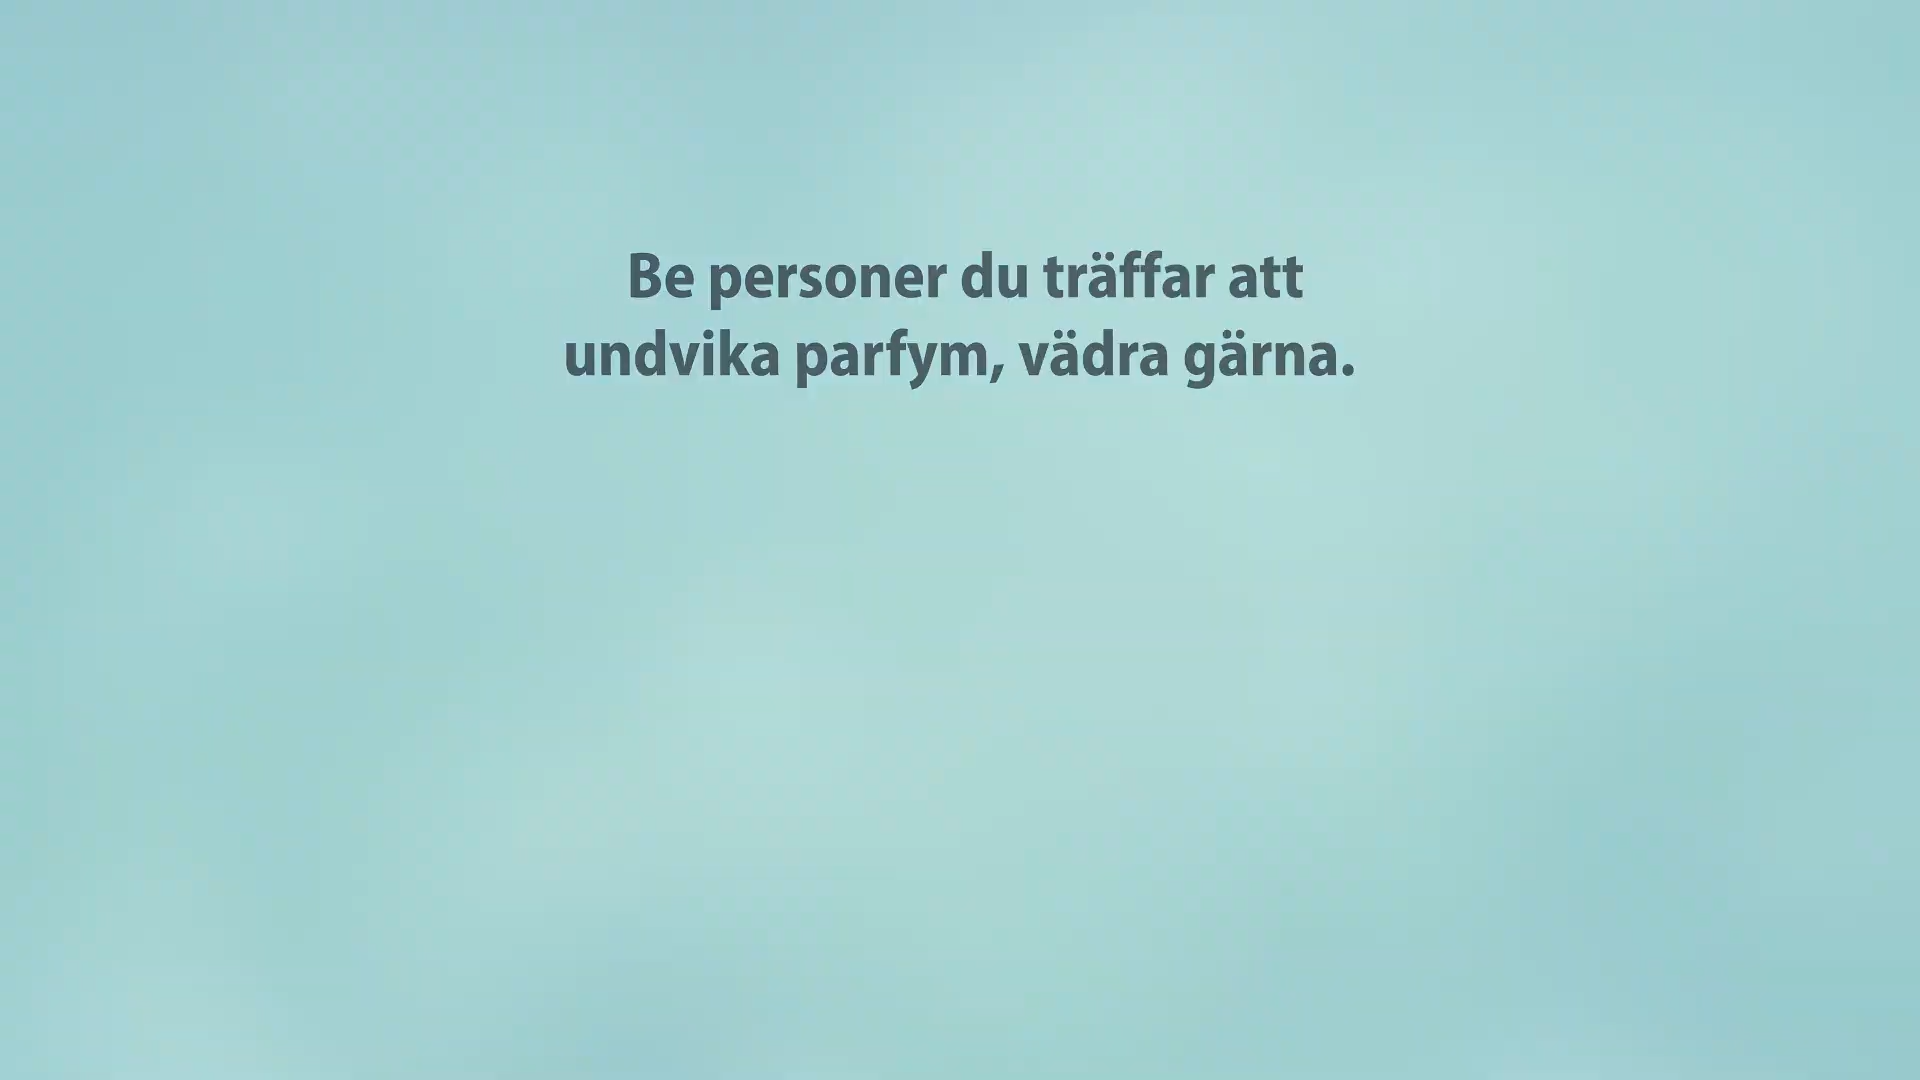 Be personer du träffar att
undvika parfym, vädra gärna.